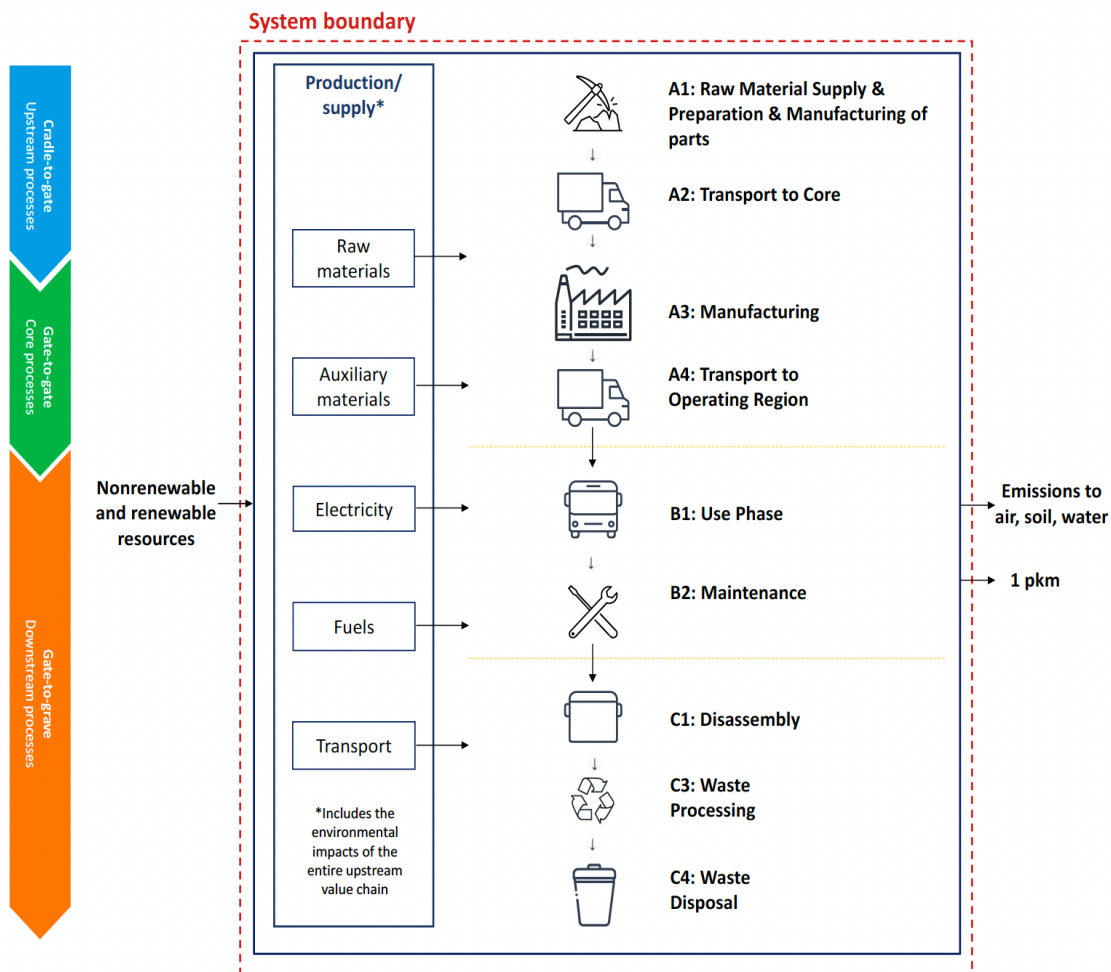 System boundary
Cradle-to-gate
Upstream processes
Gate-to-gate
Core processes
Gate-to-grave
Downstream processes
Nonrenewable
and renewable
resources
Production/
supply*
Raw
materials
Auxiliary
materials
Electricity
Fuels
Transport
*Includes the
environmental
impacts of the
entire upstream
value chain
A1: Raw Material Supply &
Preparation & Manufacturing of
parts
A2: Transport to Core
A3: Manufacturing
A4: Transport to
Operating Region
B1: Use Phase
B2: Maintenance
C1: Disassembly
C3: Waste
Processing
C4: Waste
Disposal
Emissions to
air, soil, water
1 pkm